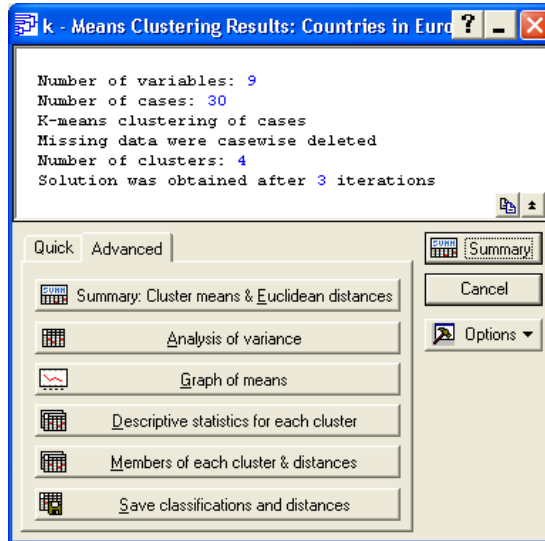 k - Means Clustering Results: Countries in Euro
Number of variables: 9
Number of cases: 30
K-means clustering of cases
Missing data were casewise deleted
Number of clusters: 4
Solution was obtained after 3 iterations
Quick Advanced
SUMM Summary
SUMM Summary: Cluster means & Euclidean distances
Cancel
Analysis of variance
Options
Graph of means
Descriptive statistics for each cluster
Members of each cluster & distances
Save classifications and distances